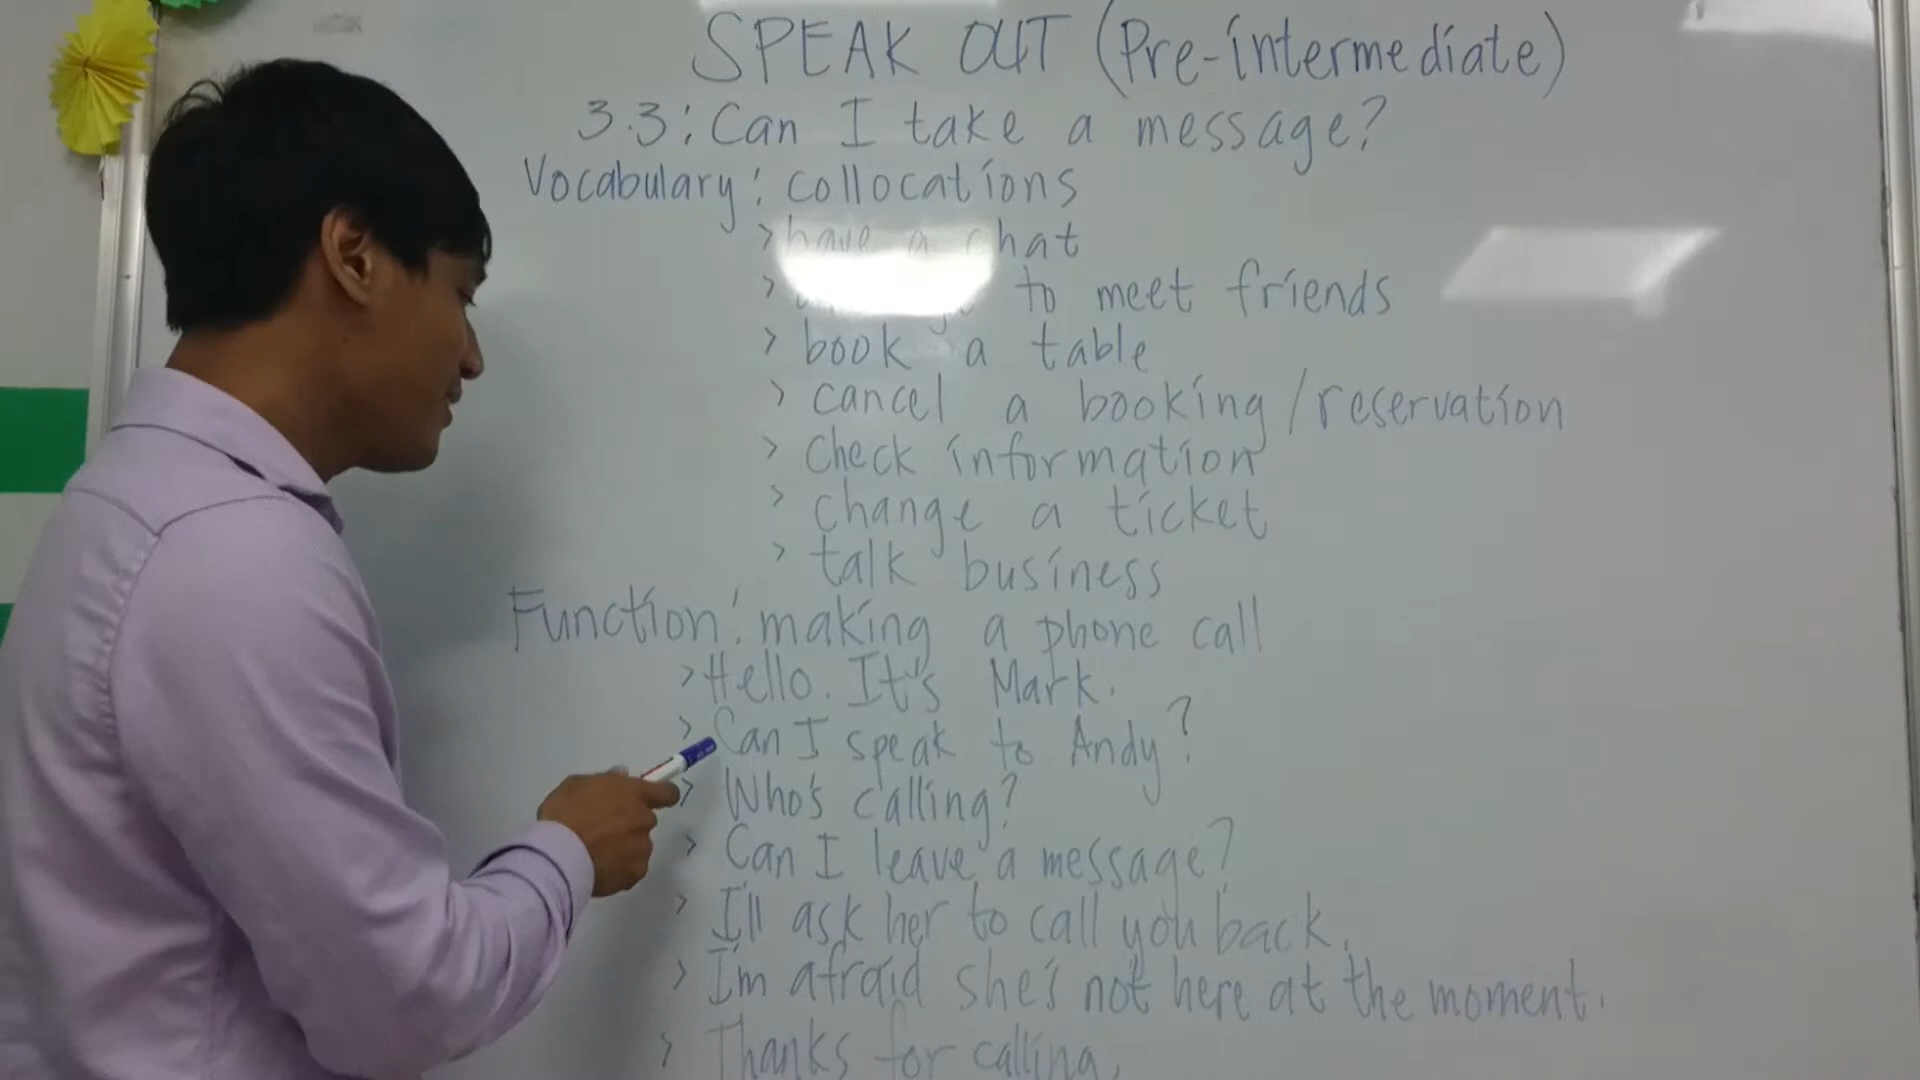 SPEAK OUT (Pre-intermediate)
3.3: Can I take a message?
Vocabulary: collocations
> have a chat
> to meet friends
> book a table
> cancel a booking/reservation
> check information
> change a ticket
> talk business
Function: making a phone call
> Hello. It's Mark.
> Can I speak to Andy?
> Who's calling?
> Can I leave a message?
> I'll ask her to call you back.
> I'm afraid she's not here at the moment.
> Thanks for calling.